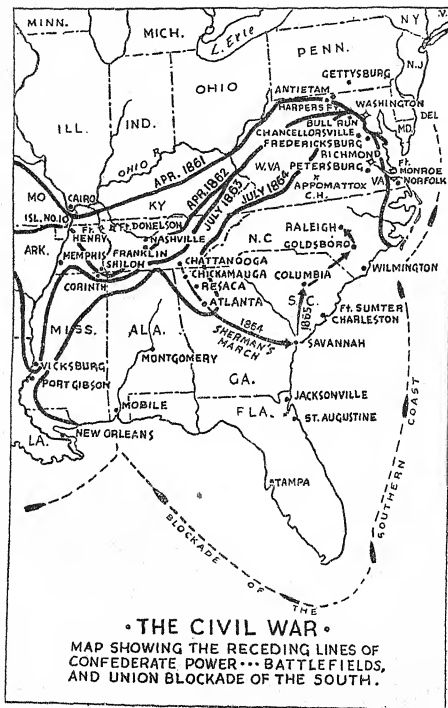 MINN.
MICH.
L. Erie
NY
PENN.
N.J.
OHIO
GETTYSBURG
ANTIETAM
HARPERS FY.
WASHINGTON
DEL
ILL.
IND.
BULL RUN
CHANCELLORSVILLE
MD.
FREDERICKSBURG
OHIO R.
W.VA
RICHMOND
Ft. MONROE
PETERSBURG
VA
NORFOLK
APR. 1861
APR. 1862
JULY 1863
JULY 1864
APPOMATTOX
C.H.
MO
CAIRO
KY
ISL. NO. 10
Ft. HENRY
Ft. DONELSON
NASHVILLE
RALEIGH
N.C
GOLDSBORO
ARK.
MEMPHIS
FRANKLIN
SHILOH
CHATTANOOGA
CHICKAMAUGA
COLUMBIA
WILMINGTON
CORINTH
RESACA
ATLANTA
S.C.
Ft. SUMTER
CHARLESTON
1865
MISS.
ALA.
1864
SHERMAN'S
MARCH
SAVANNAH
MONTGOMERY
VICKSBURG
GA.
PORT GIBSON
JACKSONVILLE
MOBILE
FLA.
ST. AUGUSTINE
LA.
NEW ORLEANS
TAMPA
BLOCKADE OF THE SOUTHERN COAST
• THE CIVIL WAR •
MAP SHOWING THE RECEDING LINES OF
CONFEDERATE POWER ••• BATTLEFIELDS,
AND UNION BLOCKADE OF THE SOUTH.